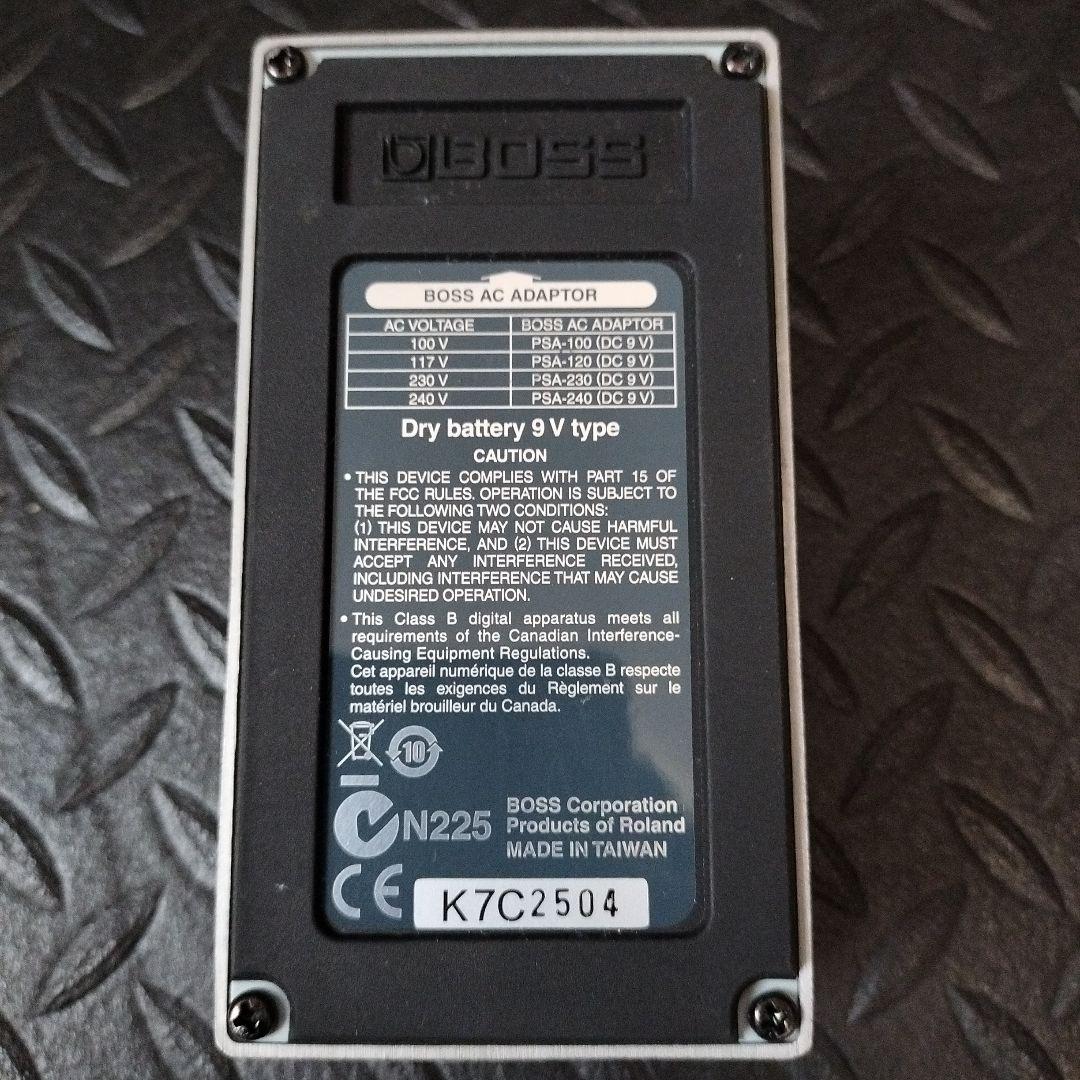 BOSS
BOSS AC ADAPTOR
AC VOLTAGE BOSS AC ADAPTOR
100 V PSA-100 (DC 9 V)
117 V PSA-120 (DC 9 V)
230 V PSA-230 (DC 9 V)
240 V PSA-240 (DC 9 V)
Dry battery 9 V type
CAUTION
• THIS DEVICE COMPLIES WITH PART 15 OF
THE FCC RULES. OPERATION IS SUBJECT TO
THE FOLLOWING TWO CONDITIONS:
(1) THIS DEVICE MAY NOT CAUSE HARMFUL
INTERFERENCE, AND (2) THIS DEVICE MUST
ACCEPT ANY INTERFERENCE RECEIVED,
INCLUDING INTERFERENCE THAT MAY CAUSE
UNDESIRED OPERATION.
• This Class B digital apparatus meets all
requirements of the Canadian Interference-
Causing Equipment Regulations.
Cet appareil numérique de la classe B respecte
toutes les exigences du Règlement sur le
matériel brouilleur du Canada.
10
N225
BOSS Corporation
Products of Roland
MADE IN TAIWAN
CE
K7C2504